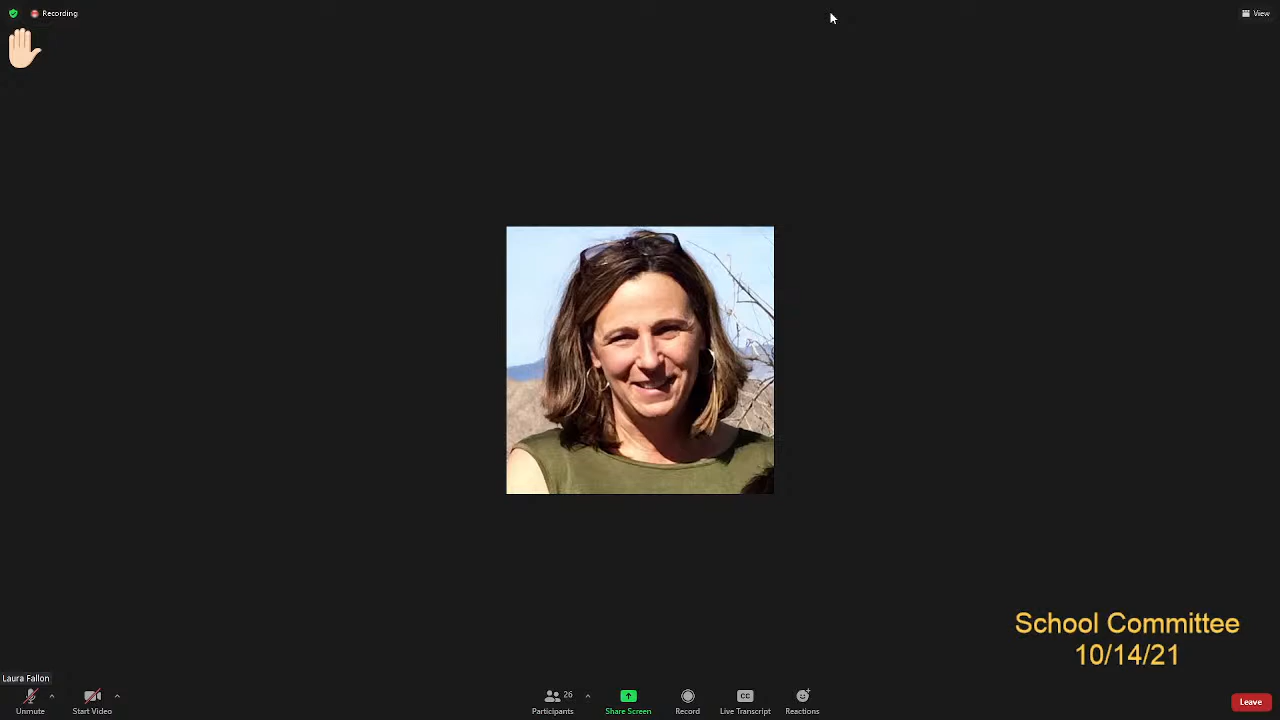 Recording
View
School Committee
10/14/21
Laura Fallon
Unmute
Start Video
26
Participants
Share Screen
Record
CC
Live Transcript
Reactions
Leave